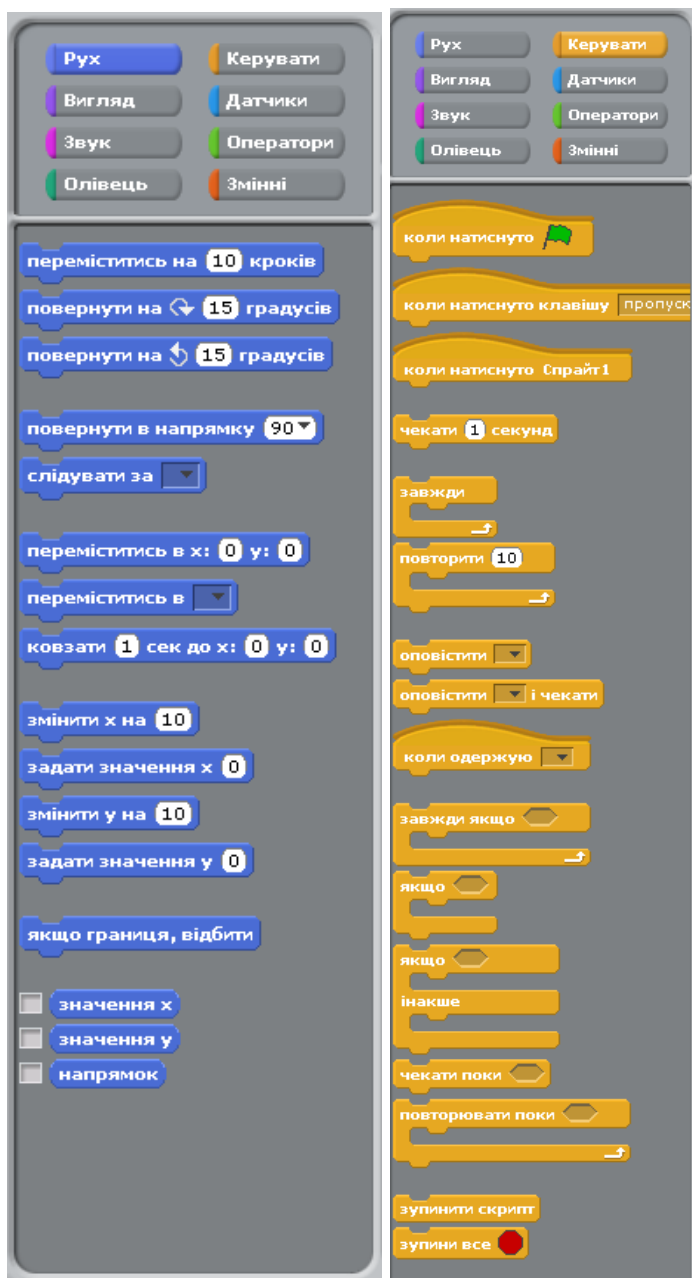 Рух Керувати
Вигляд Датчики
Звук Оператори
Олівець Змінні
переміститись на 10 кроків
повернути на 15 градусів
повернути на 15 градусів
повернути в напрямку 90
слідувати за
переміститись в x: 0 y: 0
переміститись в
ковзати 1 сек до x: 0 y: 0
змінити x на 10
задати значення x 0
змінити y на 10
задати значення y 0
якщо границя, відбити
значення x
значення y
напрямок
Рух Керувати
Вигляд Датчики
Звук Оператори
Олівець Змінні
коли натиснуто
коли натиснуто клавішу пропуск
коли натиснуто Спрайт1
чекати 1 секунд
завжди
повторити 10
оповістити
оповістити і чекати
коли одержую
завжди якщо
якщо
якщо
інакше
чекати поки
повторювати поки
зупинити скрипт
зупини все